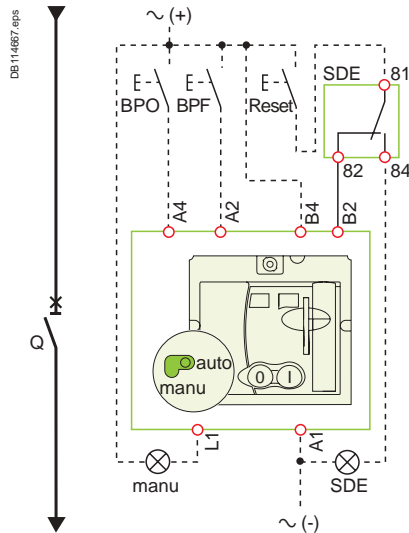 DB114667.eps
∼ (+)
SDE
81
BPO
BPF
Reset
82
84
A4
A2
B4
B2
Q
auto
manu
0
I
L1
A1
manu
SDE
∼ (-)